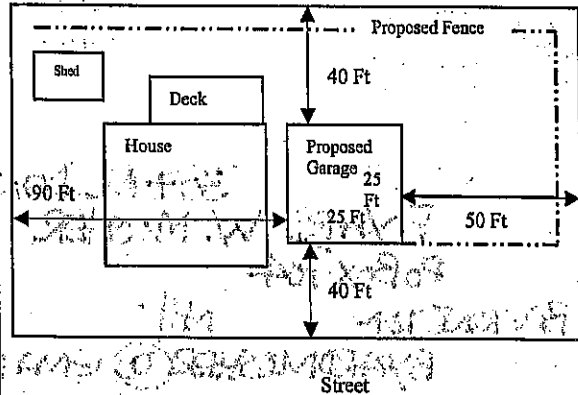 Proposed Fence
Shed
40 Ft
Deck
House
Proposed
Garage
25
Ft
25 Ft
90 Ft
50 Ft
40 Ft
Street